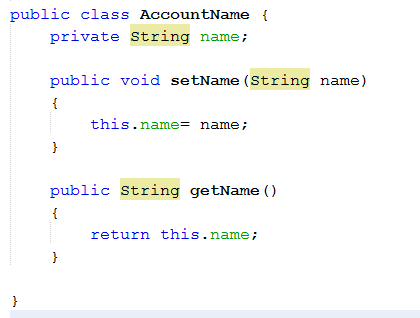 public class AccountName {
private String name;
public void setName(String name)
{
this.name= name;
}
public String getName()
{
return this.name;
}
}